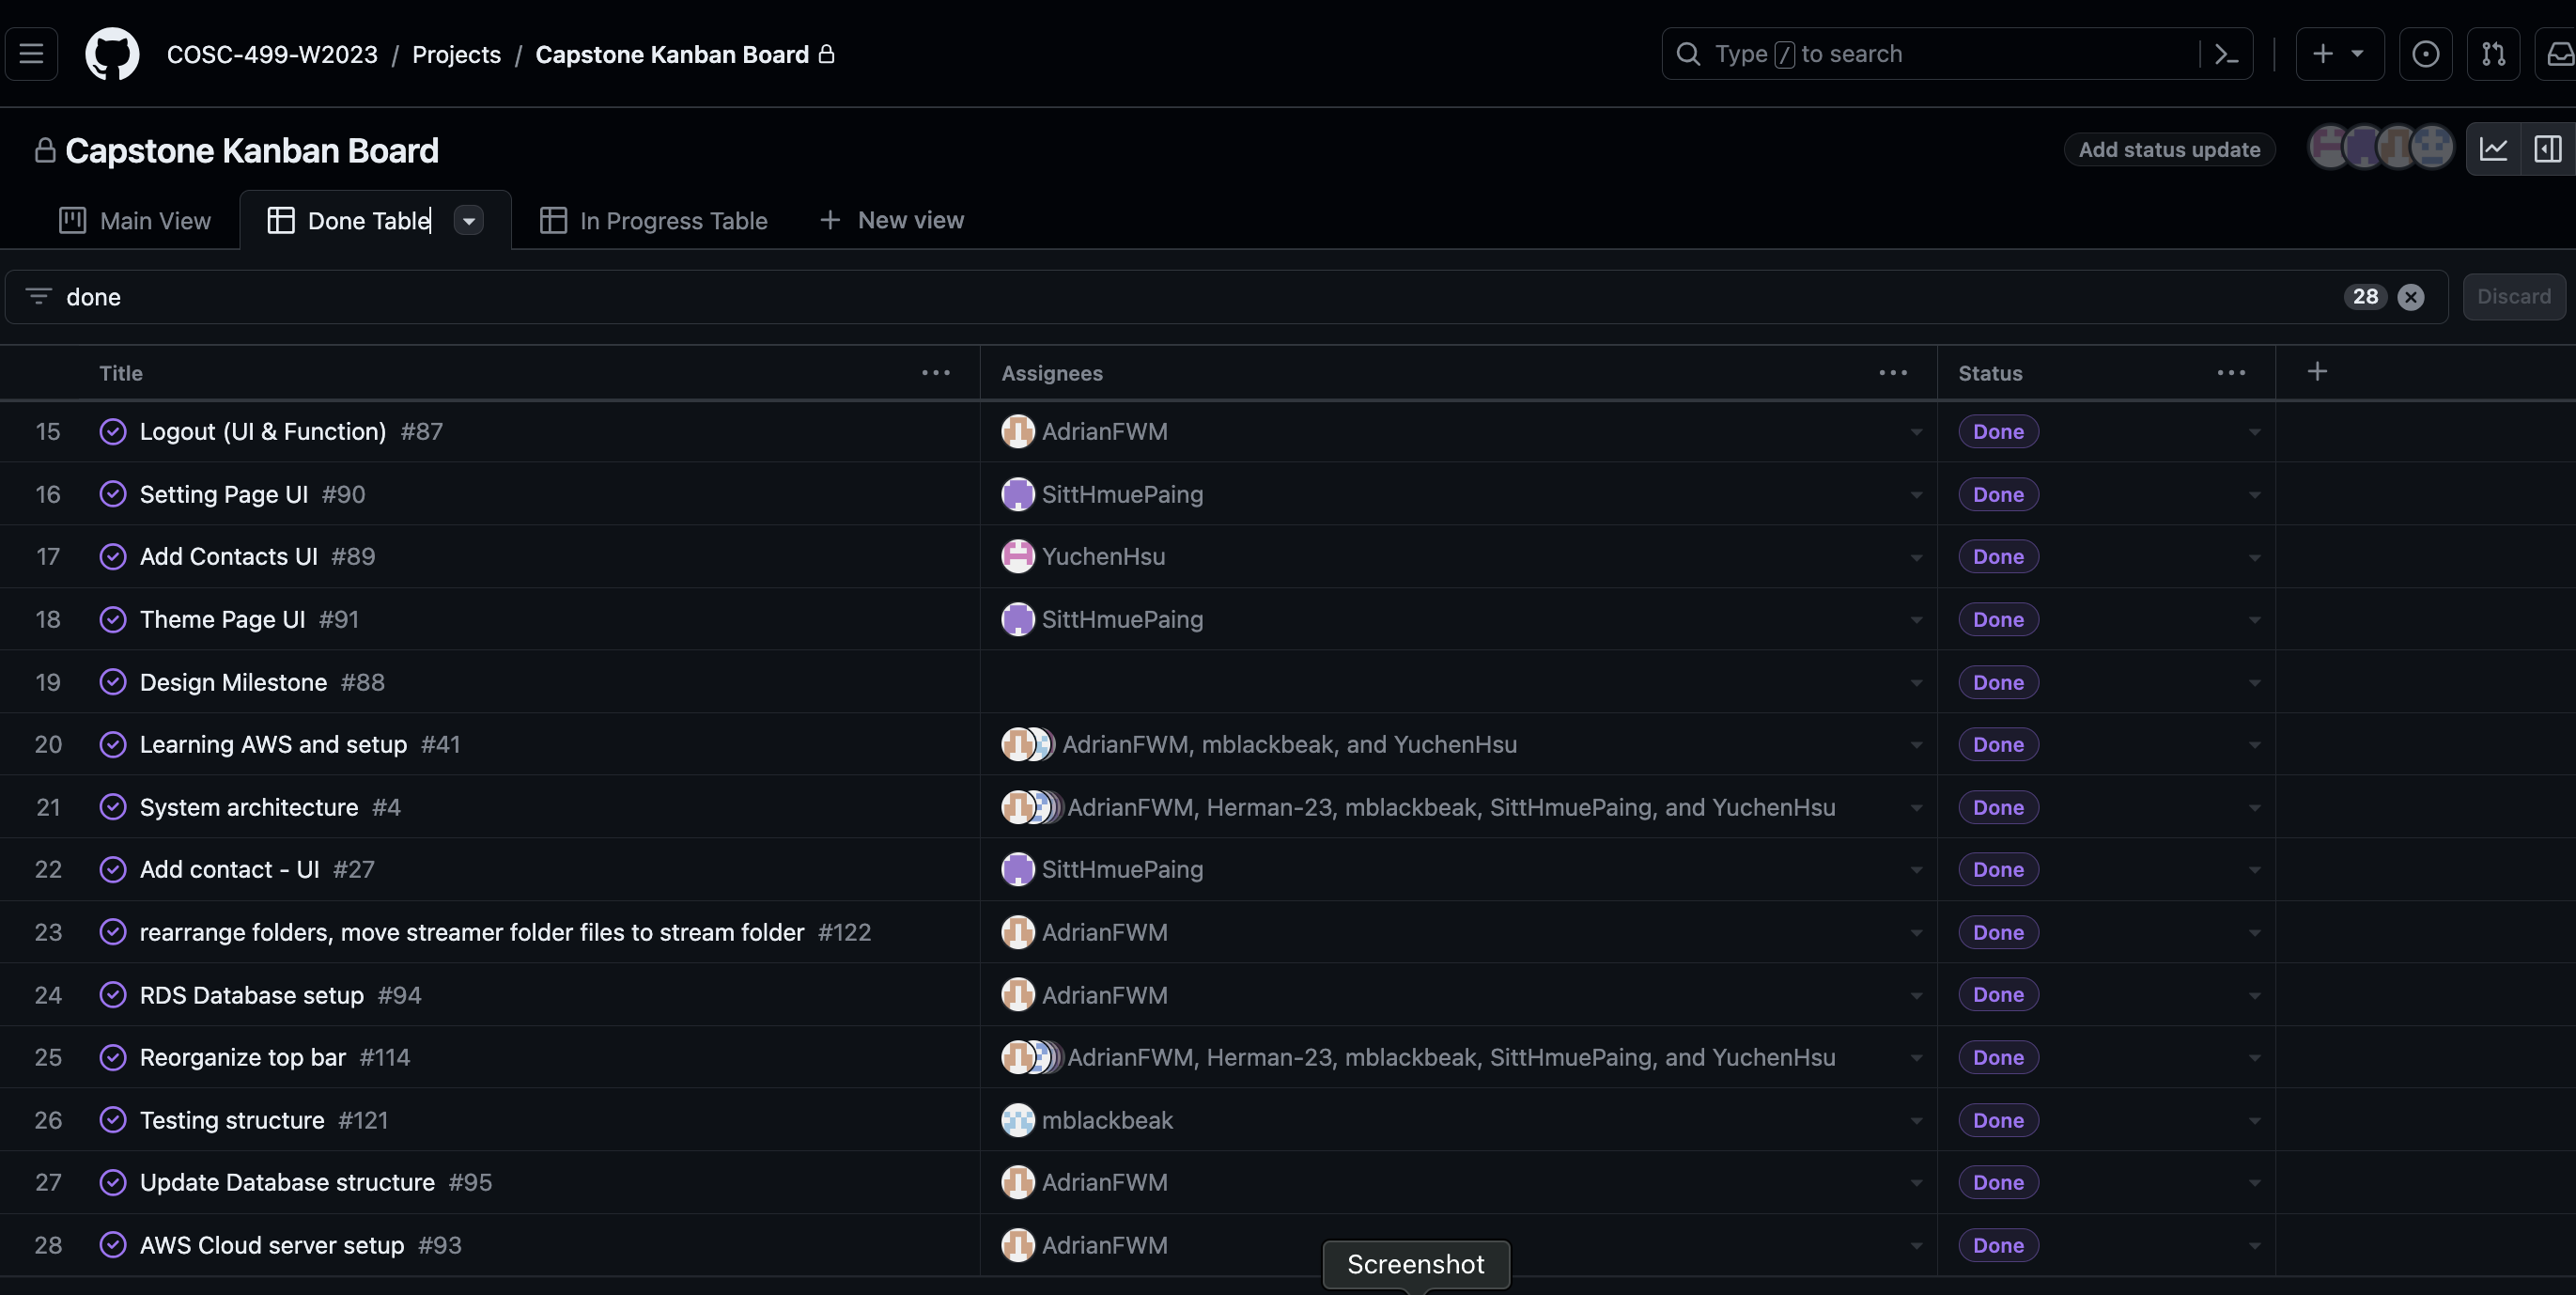 COSC-499-W2023 / Projects / Capstone Kanban Board
Type / to search
Capstone Kanban Board
Add status update
Main View
Done Table
In Progress Table
+ New view
done
28
Discard
Title ... Assignees ... Status ... +
15 Logout (UI & Function) #87 AdrianFWM Done
16 Setting Page UI #90 SittHmuePaing Done
17 Add Contacts UI #89 YuchenHsu Done
18 Theme Page UI #91 SittHmuePaing Done
19 Design Milestone #88 Done
20 Learning AWS and setup #41 AdrianFWM, mblackbeak, and YuchenHsu Done
21 System architecture #4 AdrianFWM, Herman-23, mblackbeak, SittHmuePaing, and YuchenHsu Done
22 Add contact - UI #27 SittHmuePaing Done
23 rearrange folders, move streamer folder files to stream folder #122 AdrianFWM Done
24 RDS Database setup #94 AdrianFWM Done
25 Reorganize top bar #114 AdrianFWM, Herman-23, mblackbeak, SittHmuePaing, and YuchenHsu Done
26 Testing structure #121 mblackbeak Done
27 Update Database structure #95 AdrianFWM Done
28 AWS Cloud server setup #93 AdrianFWM Done
Screenshot